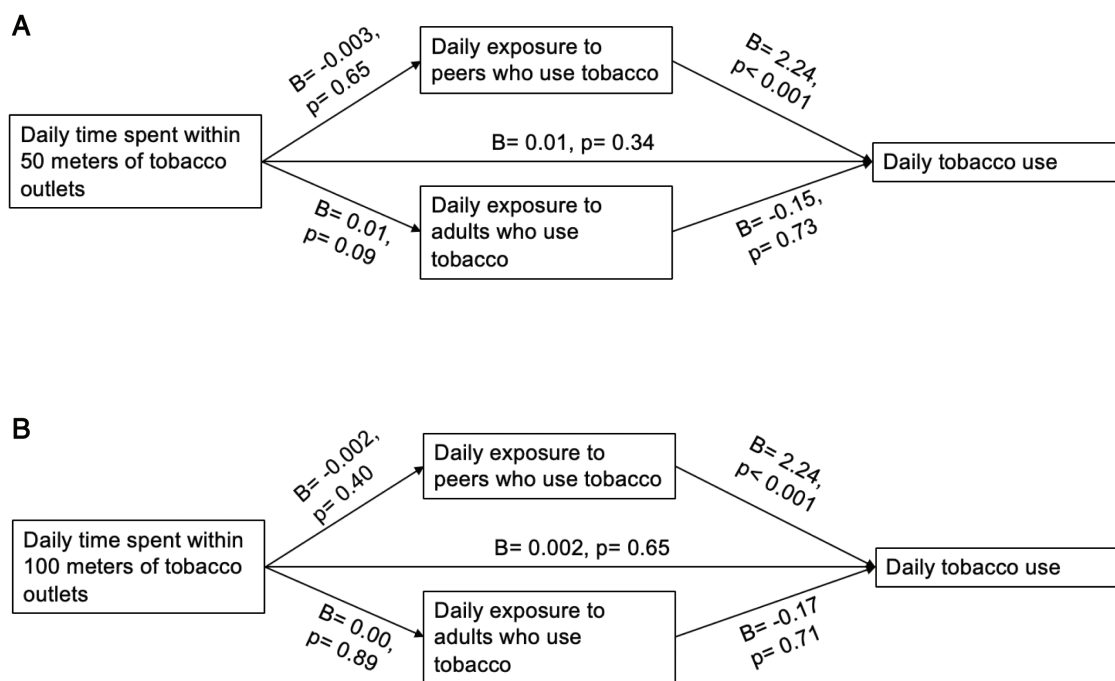 A
B= -0.003,
p= 0.65
Daily exposure to
peers who use tobacco
B= 2.24,
p< 0.001
Daily time spent within
50 meters of tobacco
outlets
B= 0.01, p= 0.34
Daily tobacco use
B= 0.01,
p= 0.09
Daily exposure to
adults who use
tobacco
B= -0.15,
p= 0.73
B
B= -0.002,
p= 0.40
Daily exposure to
peers who use tobacco
B= 2.24,
p< 0.001
Daily time spent within
100 meters of tobacco
outlets
B= 0.002, p= 0.65
Daily tobacco use
B= 0.00,
p= 0.89
Daily exposure to
adults who use
tobacco
B= -0.17
p= 0.71